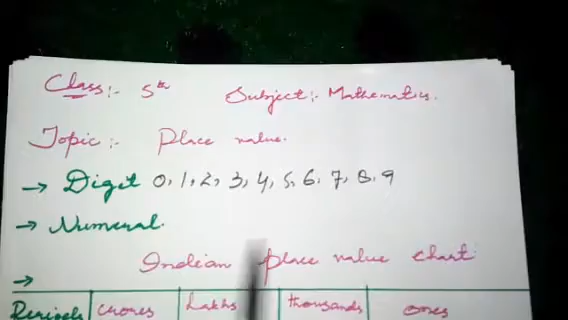 Class:- 5th Subject:- Mathematics.
Topic:- Place value.
→ Digit 0, 1, 2, 3, 4, 5, 6, 7, 8, 9
→ Numeral.
→ Indian place value chart
Periods crores Lakhs thousands ones